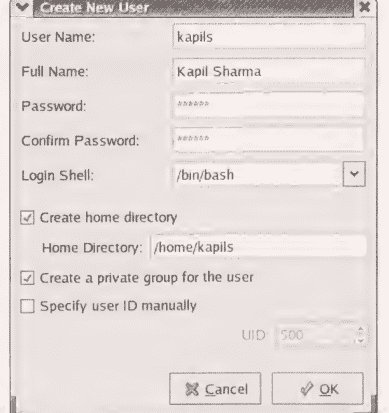 Create New User
User Name: kapils
Full Name: Kapil Sharma
Password: ******
Confirm Password: ******
Login Shell: /bin/bash
Create home directory
Home Directory: /home/kapils
Create a private group for the user
Specify user ID manually
UID: 500
Cancel OK